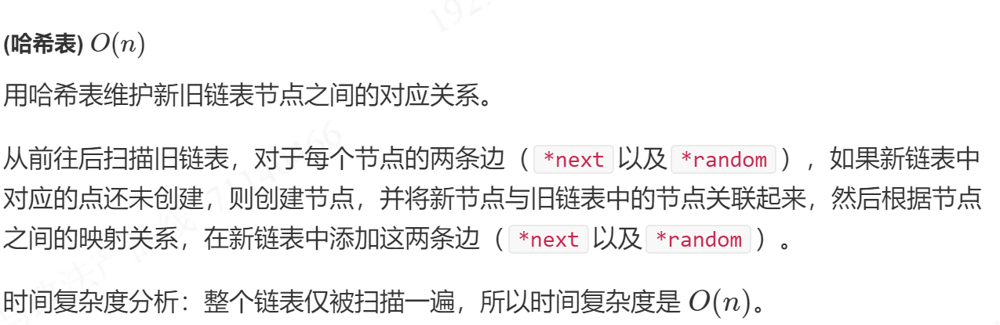 (哈希表) O(n)
用哈希表维护新旧链表节点之间的对应关系。
从前往后扫描旧链表，对于每个节点的两条边（ *next 以及 *random ），如果新链表中
对应的点还未创建，则创建节点，并将新节点与旧链表中的节点关联起来，然后根据节点
之间的映射关系，在新链表中添加这两条边（ *next 以及 *random ）。
时间复杂度分析：整个链表仅被扫描一遍，所以时间复杂度是 O(n)。